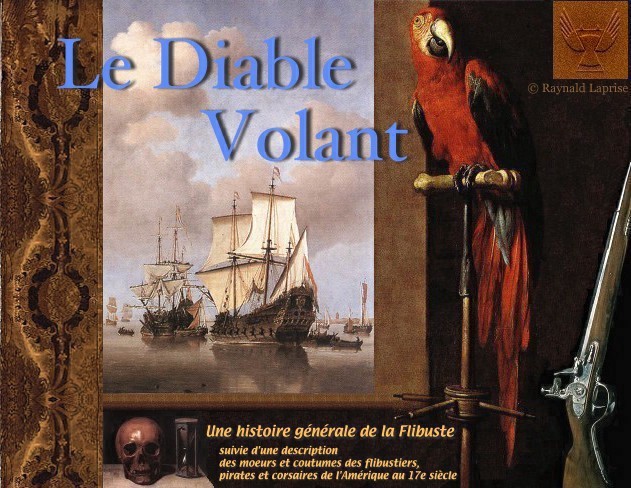 Le Diable
Volant
© Raynald Laprise
Une histoire générale de la Flibuste
suivie d'une description
des moeurs et coutumes des flibustiers,
pirates et corsaires de l'Amérique au 17e siècle